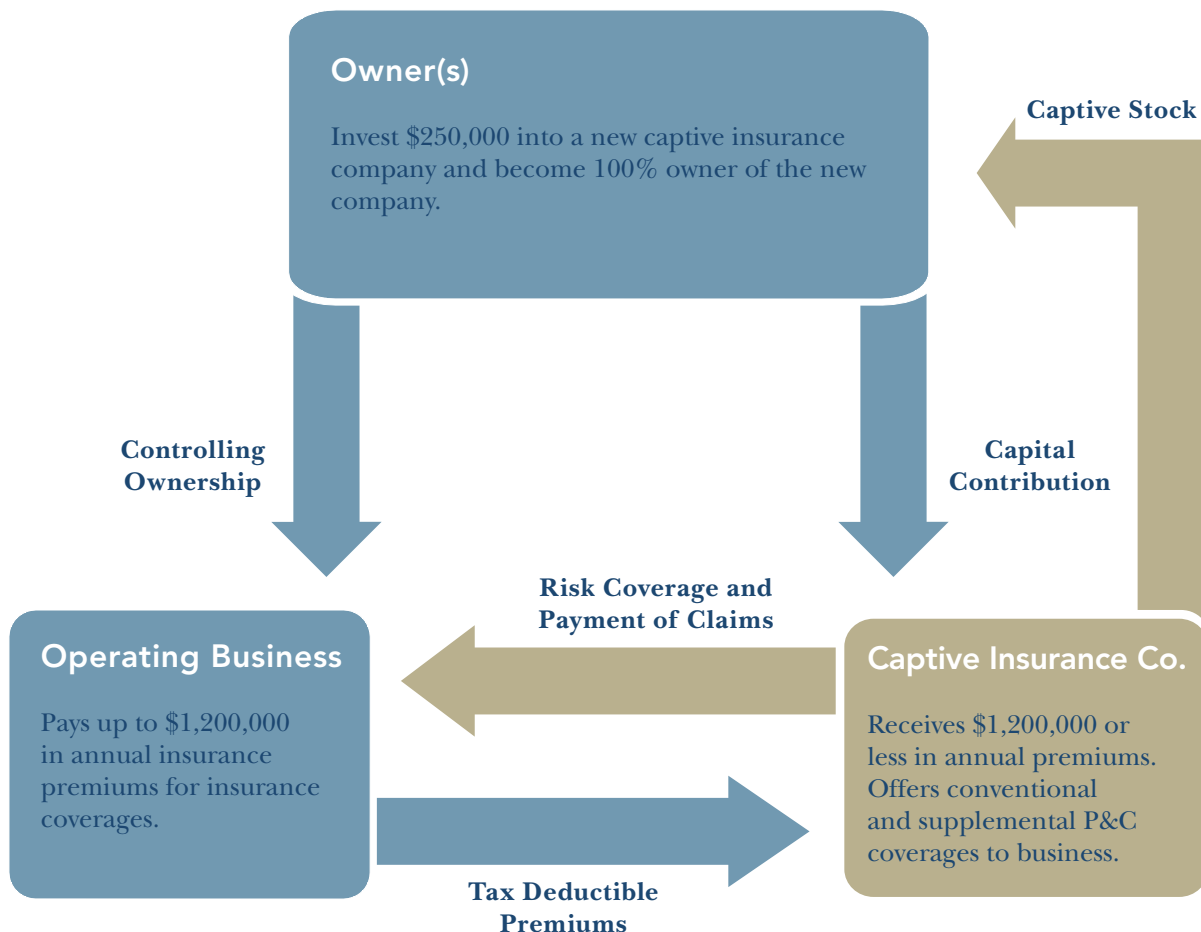 Owner(s)
Invest $250,000 into a new captive insurance
company and become 100% owner of the new
company.
Captive Stock
Controlling
Ownership
Capital
Contribution
Risk Coverage and
Payment of Claims
Operating Business
Pays up to $1,200,000
in annual insurance
premiums for insurance
coverages.
Captive Insurance Co.
Receives $1,200,000 or
less in annual premiums.
Offers conventional
and supplemental P&C
coverages to business.
Tax Deductible
Premiums